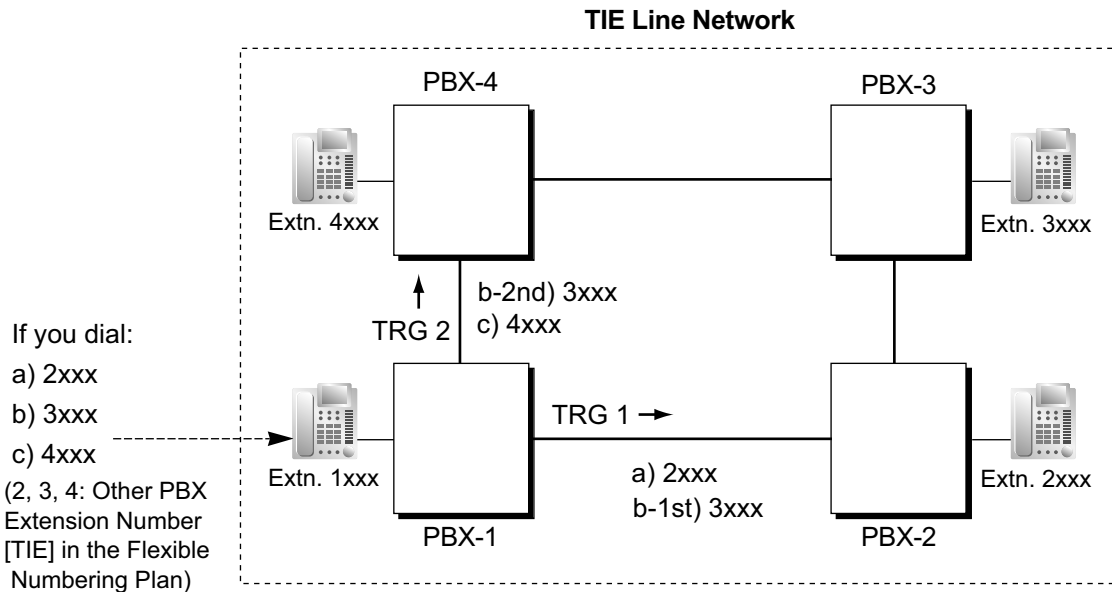 TIE Line Network
PBX-4
PBX-3
Extn. 4xxx
Extn. 3xxx
b-2nd) 3xxx
TRG 2
c) 4xxx
If you dial:
a) 2xxx
b) 3xxx
c) 4xxx
(2, 3, 4: Other PBX
Extension Number
[TIE] in the Flexible
Numbering Plan)
TRG 1
Extn. 1xxx
a) 2xxx
b-1st) 3xxx
Extn. 2xxx
PBX-1
PBX-2